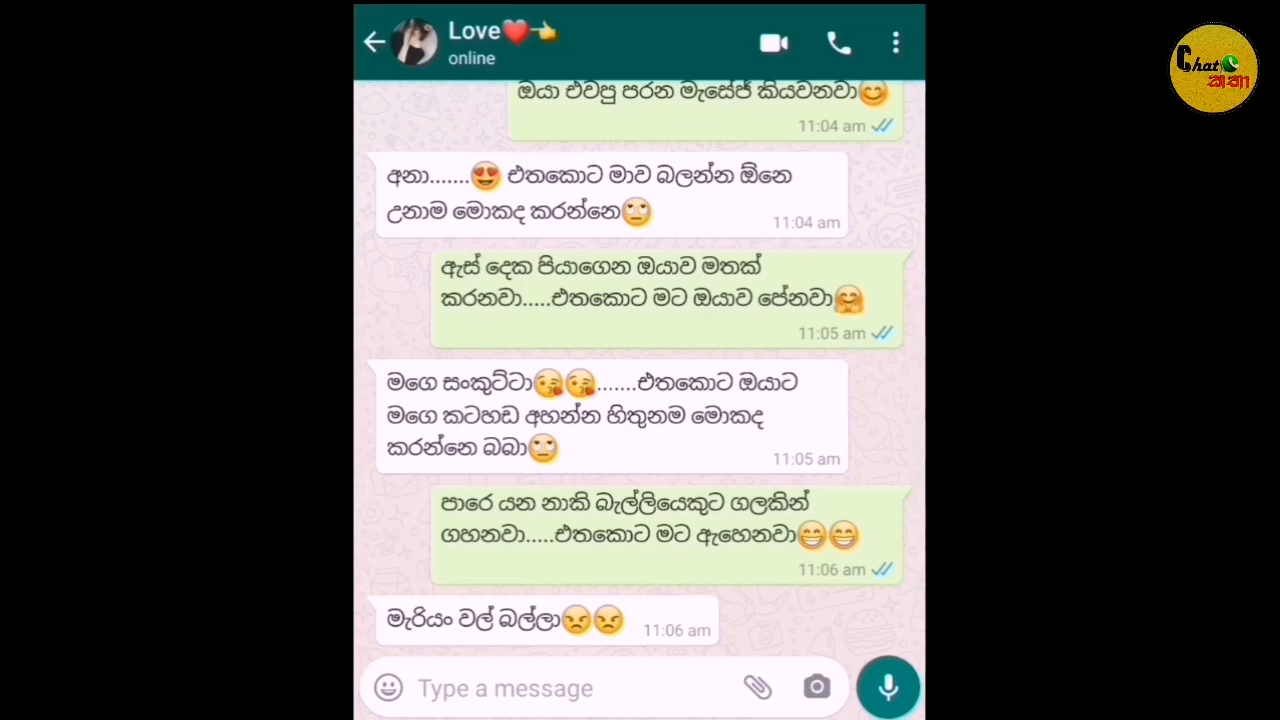 Love❤️👈
online
Chat
කතා
ඔයා එවපු පරන මැසේජ් කියවනවා😊
11:04 am
අනා.......😍 එතකොට මාව බලන්න ඕනෙ
උනාම මොකද කරන්නෙ🙄
11:04 am
ඇස් දෙක පියාගෙන ඔයාව මතක්
කරනවා.....එතකොට මට ඔයාව පේනවා🤗
11:05 am
මගෙ සංකුට්ටා😘😘.......එතකොට ඔයාට
මගෙ කටහඩ අහන්න හිතුනම මොකද
කරන්නෙ බබා🙄
11:05 am
පාරෙ යන නාකි බැල්ලියෙකුට ගලකින්
ගහනවා.....එතකොට මට ඇහෙනවා😁😁
11:06 am
මැරියං වල් බල්ලා😠😠
11:06 am
Type a message